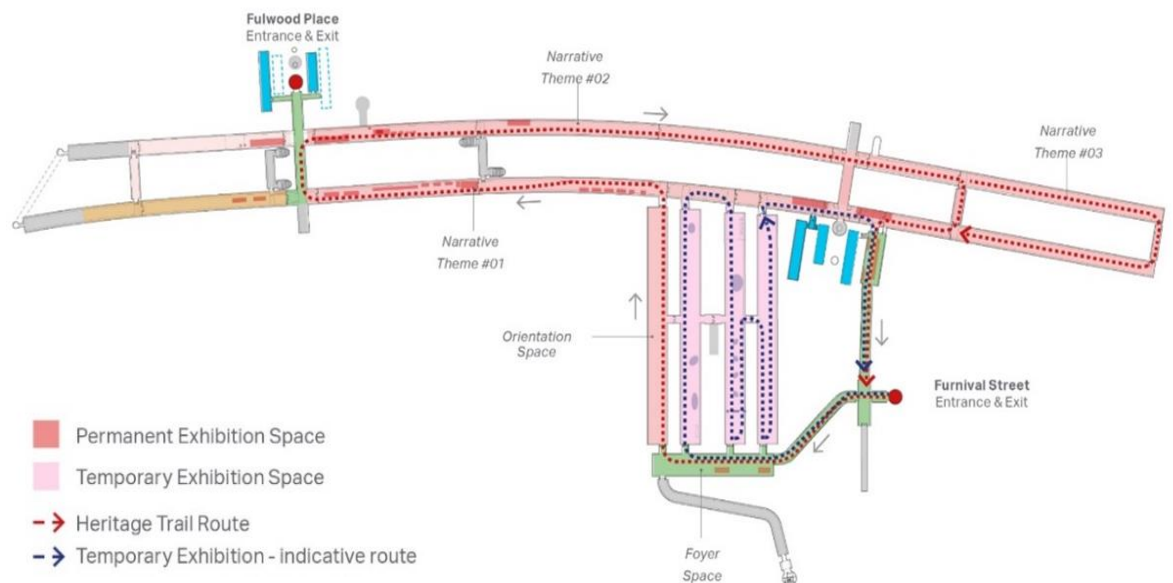 Fulwood Place
Entrance & Exit
Narrative
Theme #02
Narrative
Theme #03
Narrative
Theme #01
Orientation
Space
Furnival Street
Entrance & Exit
Permanent Exhibition Space
Temporary Exhibition Space
Heritage Trail Route
Temporary Exhibition - indicative route
Foyer
Space